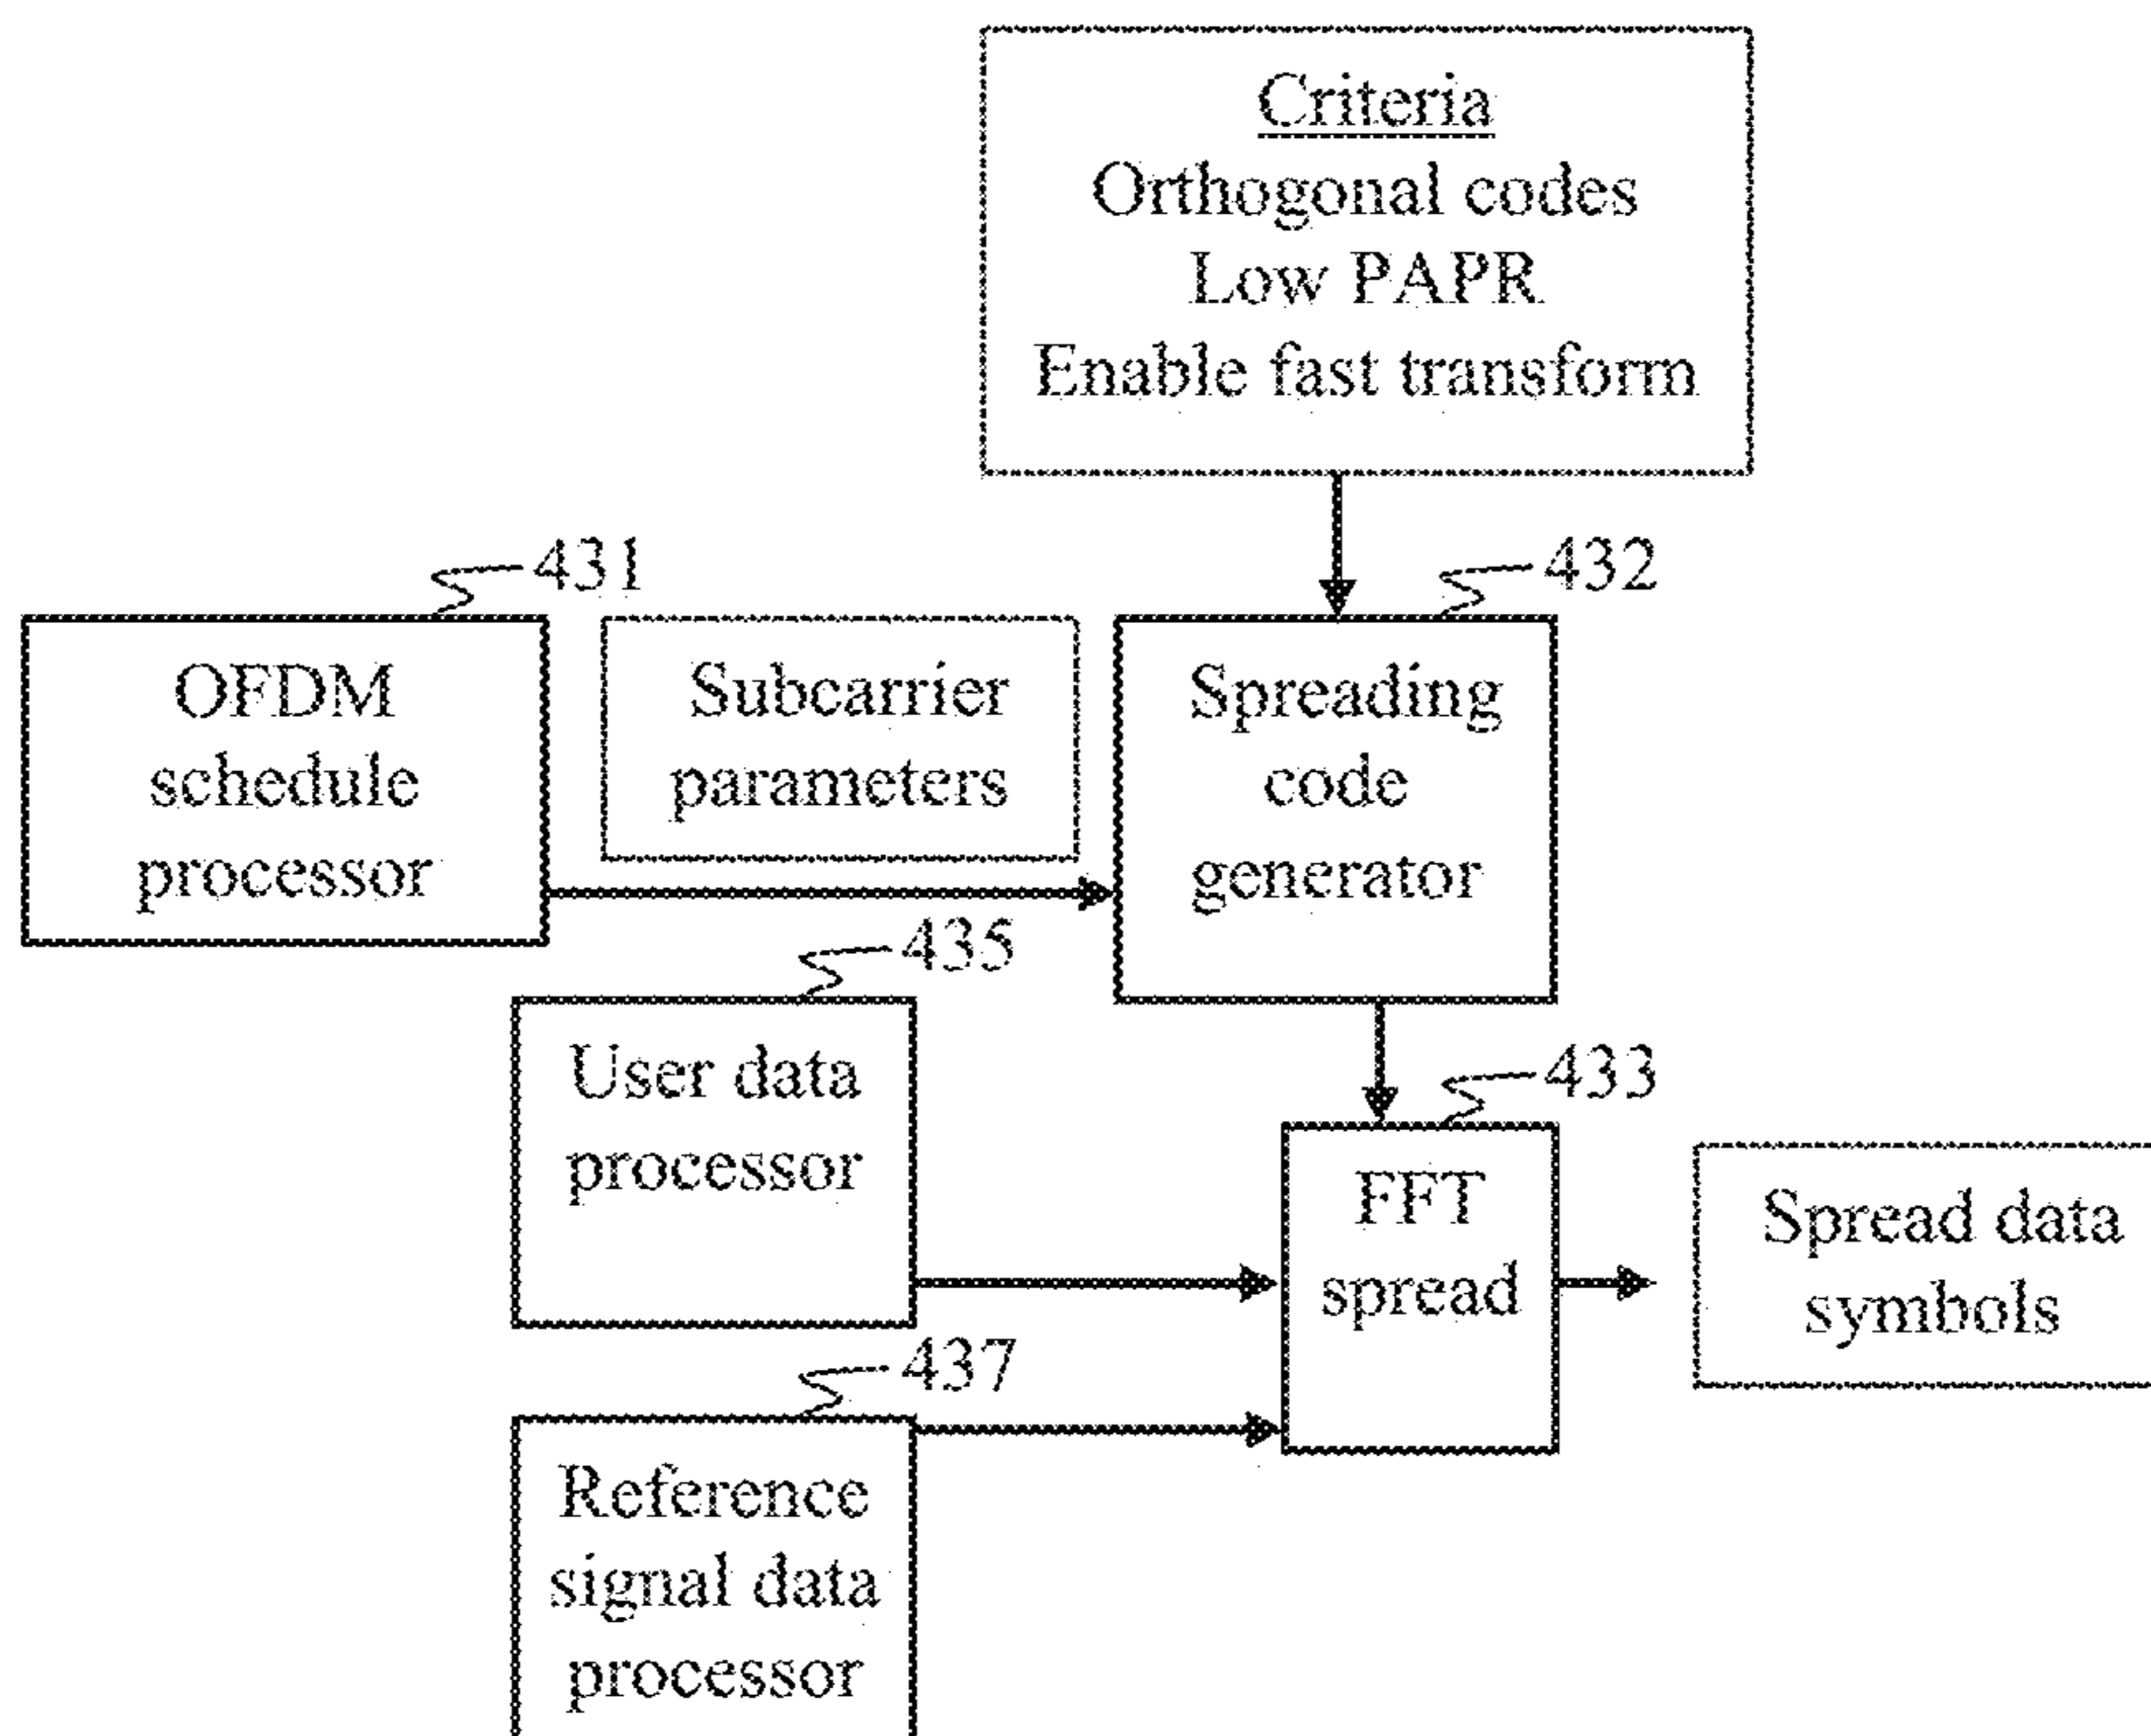 Criteria
Orthogonal codes
Low PAPR
Enable fast transform
431
432
OFDM
schedule
processor
Subcarrier
parameters
Spreading
code
generator
435
User data
processor
433
FFT
spread
Spread data
symbols
437
Reference
signal data
processor